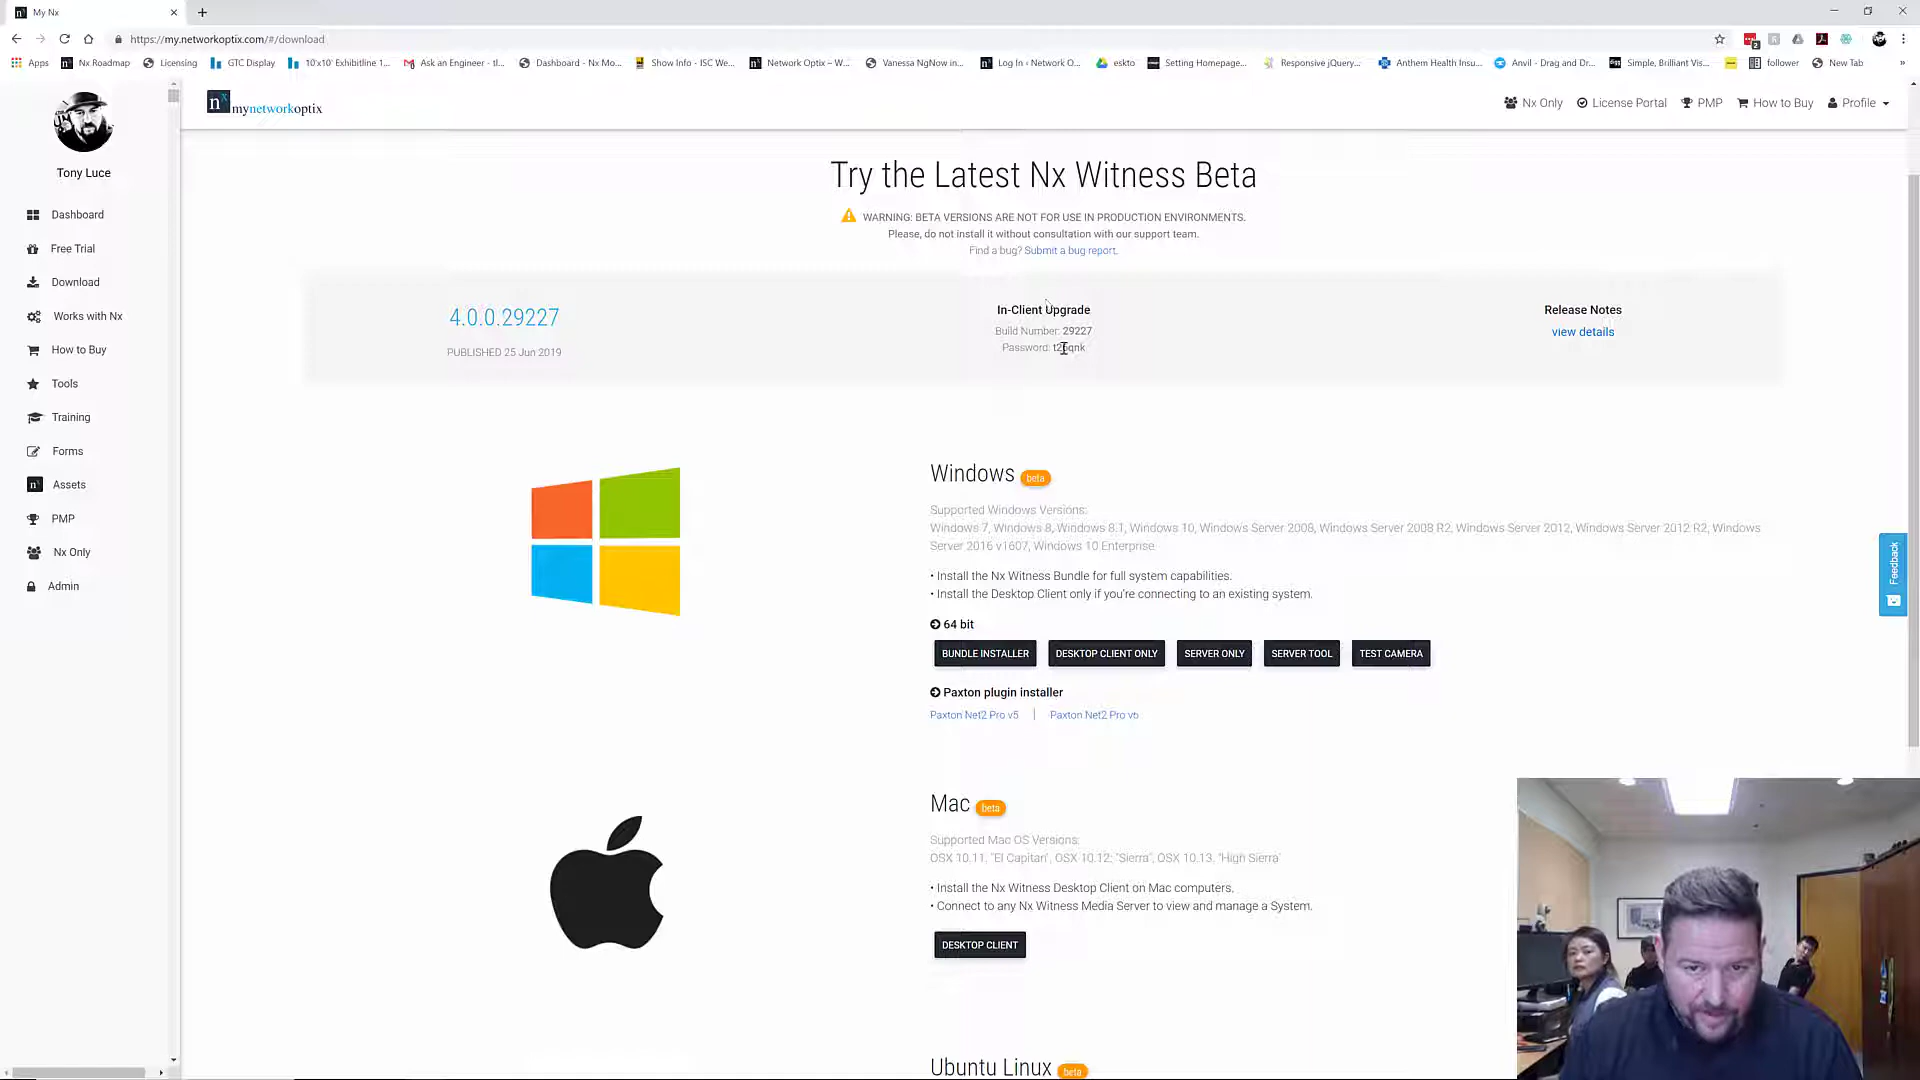 My Nx
https://my.networkoptix.com/#/download
Apps Nx Roadmap Licensing GTC Display 10'x10' Exhibitline 1... Ask an Engineer - tl... Dashboard - Nx Mo... Show Info - ISC We... Network Optix – W... Vanessa NgNow in... Log In ‹ Network O... eskto Setting Homepage... Responsive jQuery... Anthem Health Insu... Anvil - Drag and Dr... Simple, Brilliant Vis... follower New Tab
mynetworkoptix
Nx Only License Portal PMP How to Buy Profile
Tony Luce
Dashboard
Free Trial
Download
Works with Nx
How to Buy
Tools
Training
Forms
Assets
PMP
Nx Only
Admin
Try the Latest Nx Witness Beta
WARNING: BETA VERSIONS ARE NOT FOR USE IN PRODUCTION ENVIRONMENTS.
Please, do not install it without consultation with our support team.
Find a bug? Submit a bug report.
4.0.0.29227
PUBLISHED 25 Jun 2019
In-Client Upgrade
Build Number: 29227
Password:
Release Notes
view details
Windows beta
Supported Windows Versions:
Windows 7, Windows 8, Windows 8.1, Windows 10, Windows Server 2008, Windows Server 2008 R2, Windows Server 2012, Windows Server 2012 R2, Windows
Server 2016 v1607, Windows 10 Enterprise
• Install the Nx Witness Bundle for full system capabilities.
• Install the Desktop Client only if you're connecting to an existing system.
64 bit
BUNDLE INSTALLER DESKTOP CLIENT ONLY SERVER ONLY SERVER TOOL TEST CAMERA
Paxton plugin installer
Paxton Net2 Pro v5 | Paxton Net2 Pro v6
Feedback
Mac beta
Supported Mac OS Versions:
OSX 10.11, "El Capitan", OSX 10.12; "Sierra", OSX 10.13, "High Sierra"
• Install the Nx Witness Desktop Client on Mac computers.
• Connect to any Nx Witness Media Server to view and manage a System.
DESKTOP CLIENT
Ubuntu Linux beta